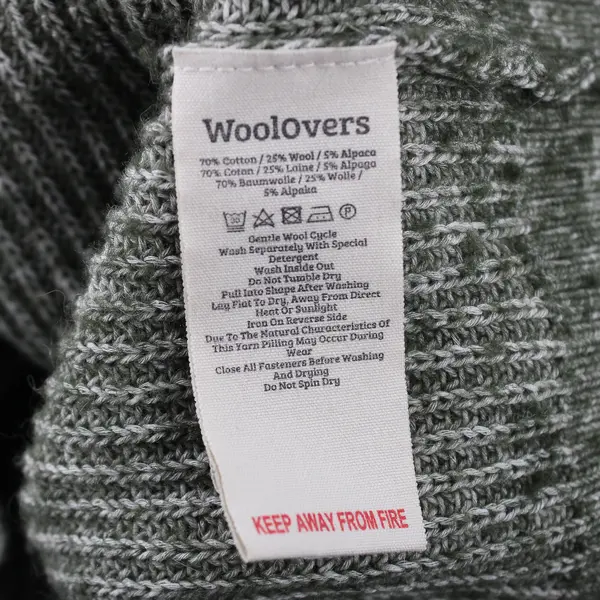 WoolOvers
70% Cotton / 25% Wool / 5% Alpaca
70% Cotan / 25% Laine / 5% Alpaga
70% Baumwolle / 25% Wolle /
5% Alpaka
30 P
Gentle Wool Cycle
Wash Separately With Special
Detergent
Wash Inside Out
Do Not Tumble Dry
Pull Into Shape After Washing
Lay Flat To Dry, Away From Direct
Heat Or Sunlight
Iron On Reverse Side
Due To The Natural Characteristics Of
This Yarn Pilling May Occur During
Wear
Close All Fasteners Before Washing
And Drying
Do Not Spin Dry
KEEP AWAY FROM FIRE